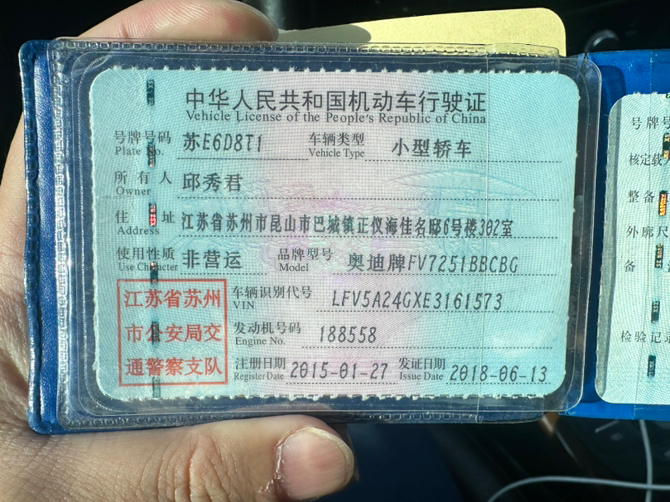 中华人民共和国机动车行驶证
Vehicle License of the People's Republic of China
号牌号码 苏E6D8T1 车辆类型 小型轿车
Plate No. Vehicle Type
所有人 邱秀君
Owner
住址 江苏省苏州市昆山市巴城镇正仪海佳名邸6号楼302室
Address
使用性质 非营运 品牌型号 奥迪牌FV7251BBCBG
Use Character Model
江苏省苏州
市公安局交
通警察支队
车辆识别代号 LFV5A24GXE3161573
VIN
发动机号码 188558
Engine No.
注册日期 2015-01-27 发证日期 2018-06-13
Register Date Issue Date
号牌号
核定载
整备
外廓尺
备
检验记录